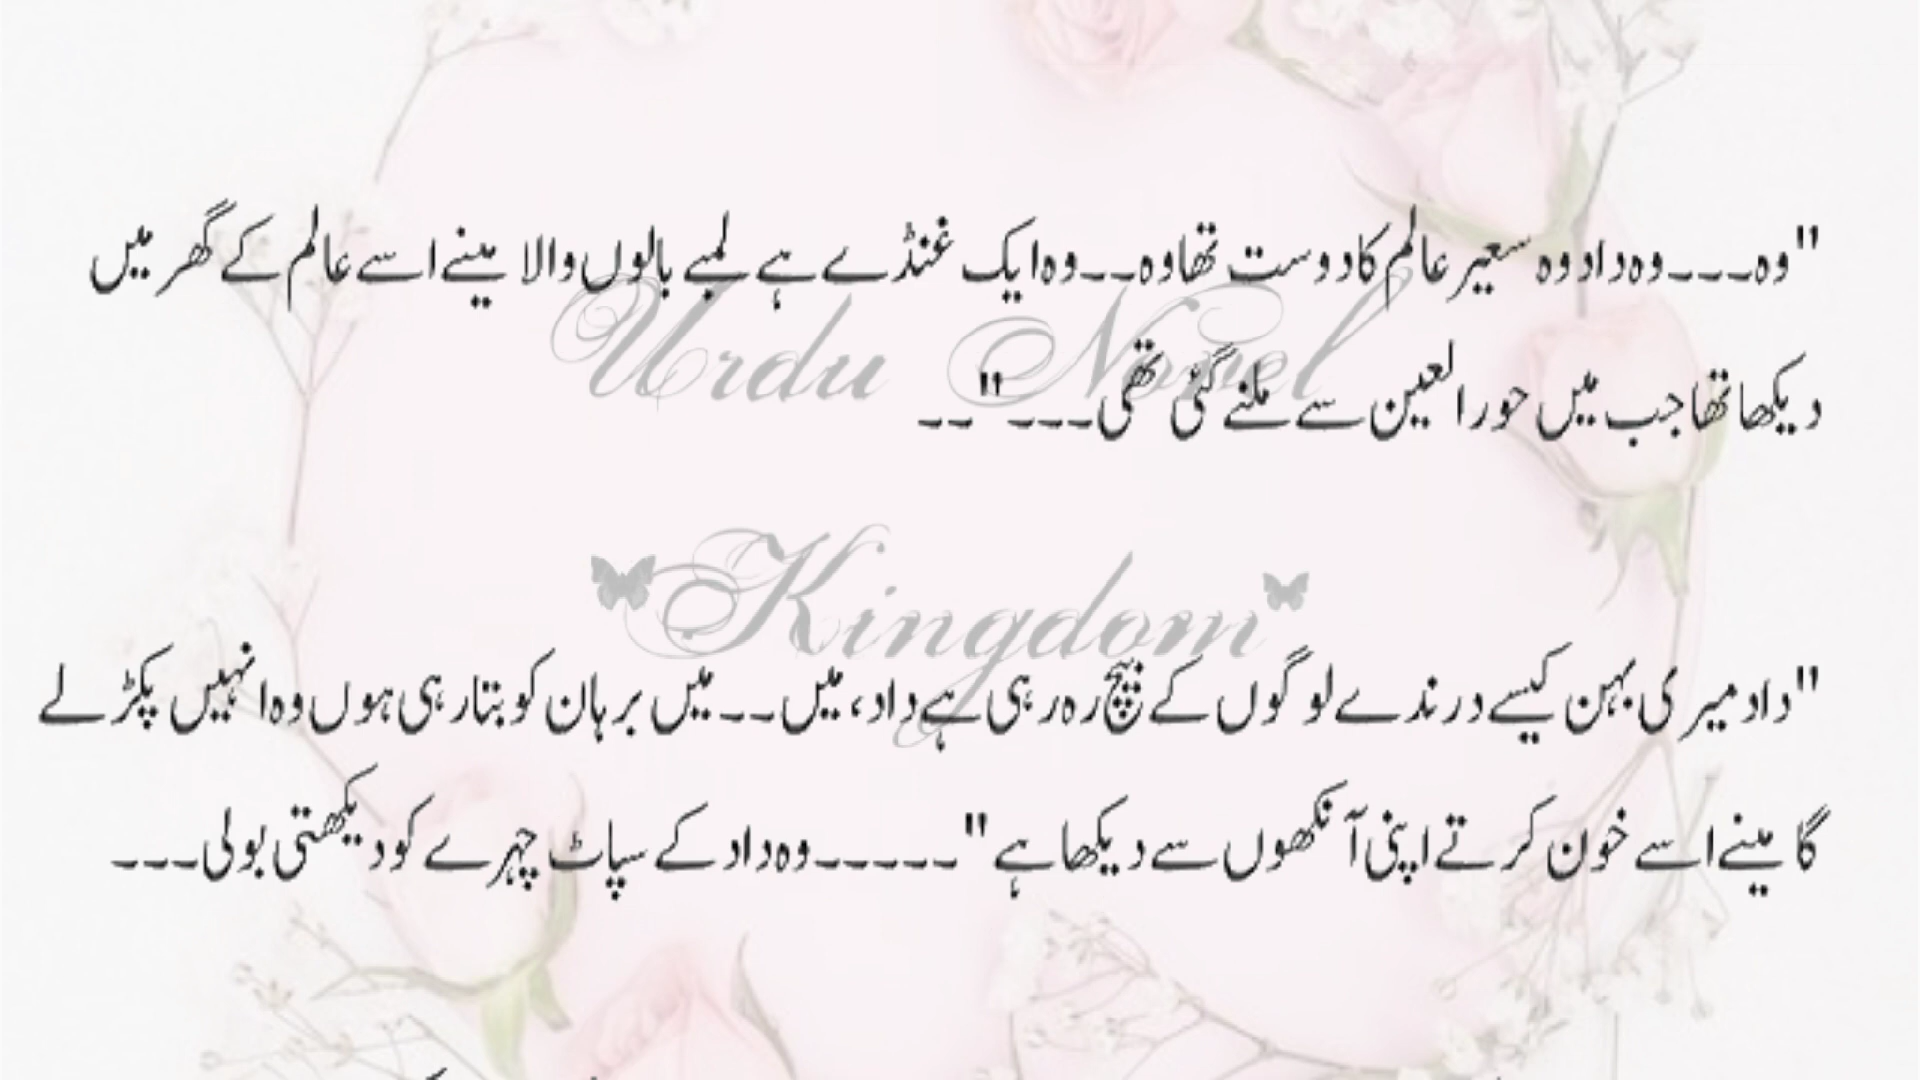 "وہ۔۔۔وہ داد وہ سعیر عالم کا دوست تھا وہ۔۔وہ ایک غنڈے ہے لمبے بالوں والا مینے اسے عالم کے گھر میں
دیکھا تھا جب میں حور العین سے ملنے گئی تھی۔۔۔"۔۔
Urdu Novel
Kingdom
"داد میری بہن کیسے درندے لوگوں کے بیچ رہ رہی ہے داد، میں۔۔میں برہان کو بتا رہی ہوں وہ انہیں پکڑ لے
گا مینے اسے خون کرتے اپنی آنکھوں سے دیکھا ہے"۔۔۔۔۔وہ داد کے سپاٹ چہرے کو دیکھتی بولی۔۔۔